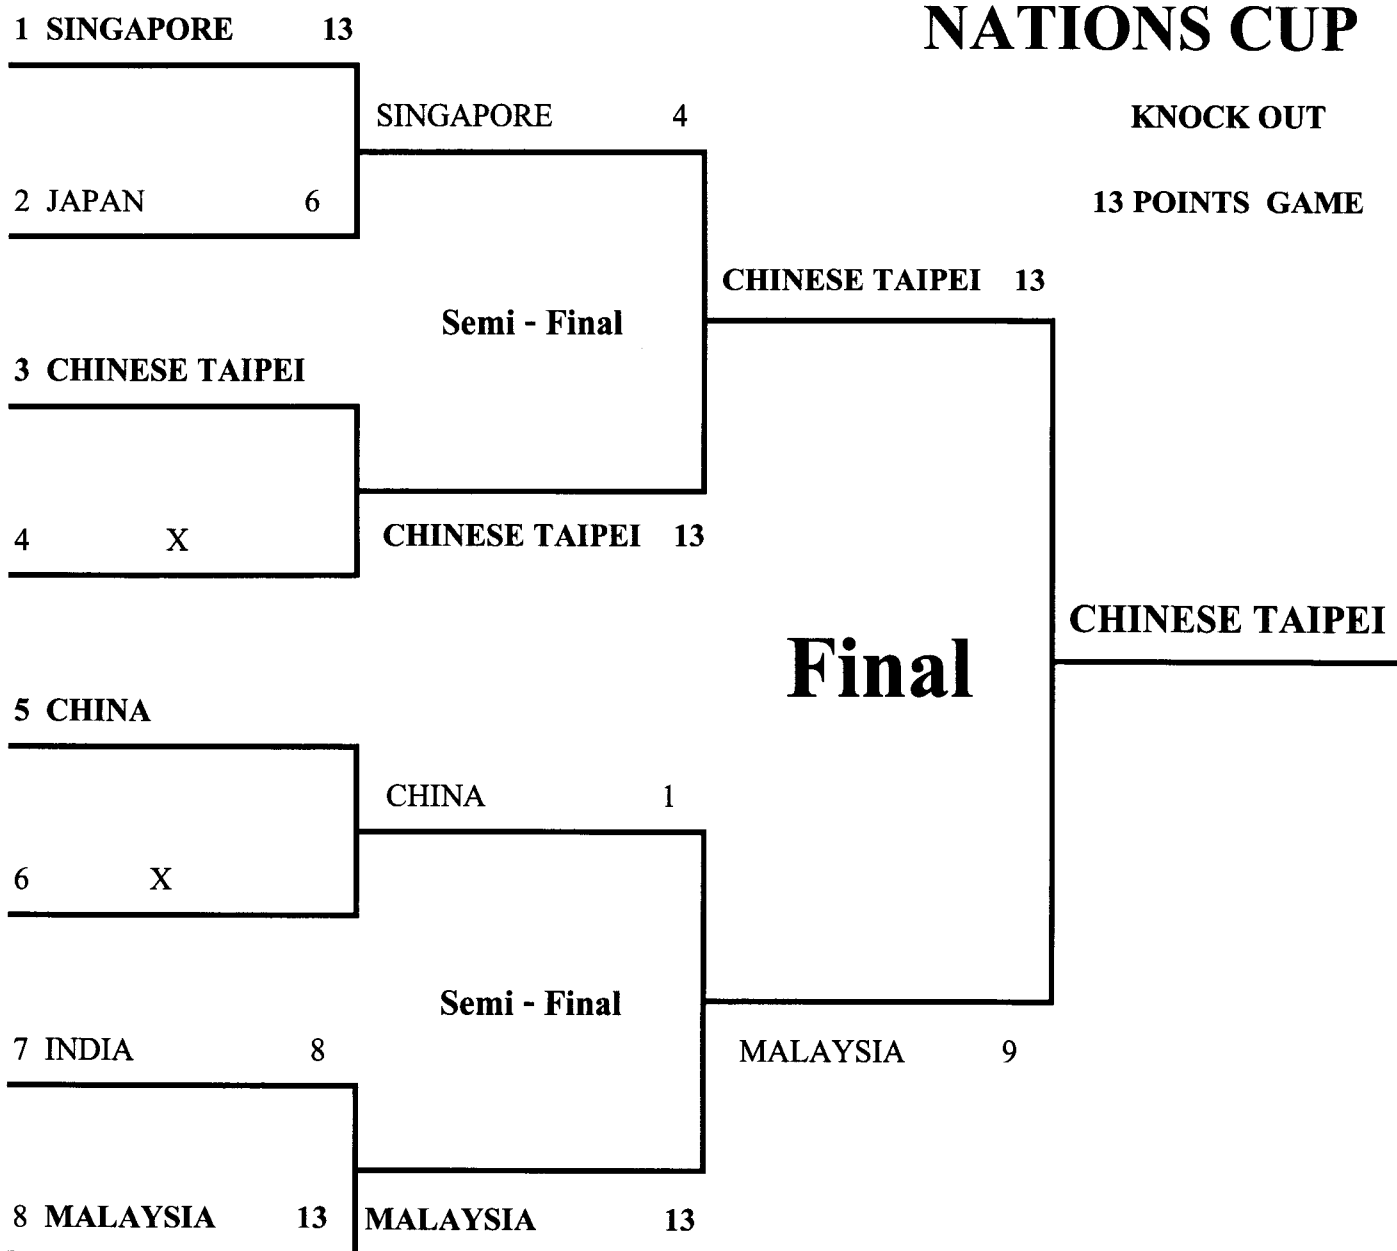 NATIONS CUP
KNOCK OUT
13 POINTS GAME
1 SINGAPORE 13
SINGAPORE 4
2 JAPAN 6
CHINESE TAIPEI 13
Semi - Final
3 CHINESE TAIPEI
4 X
CHINESE TAIPEI 13
CHINESE TAIPEI
Final
5 CHINA
CHINA 1
6 X
Semi - Final
7 INDIA 8
MALAYSIA 9
8 MALAYSIA 13
MALAYSIA 13